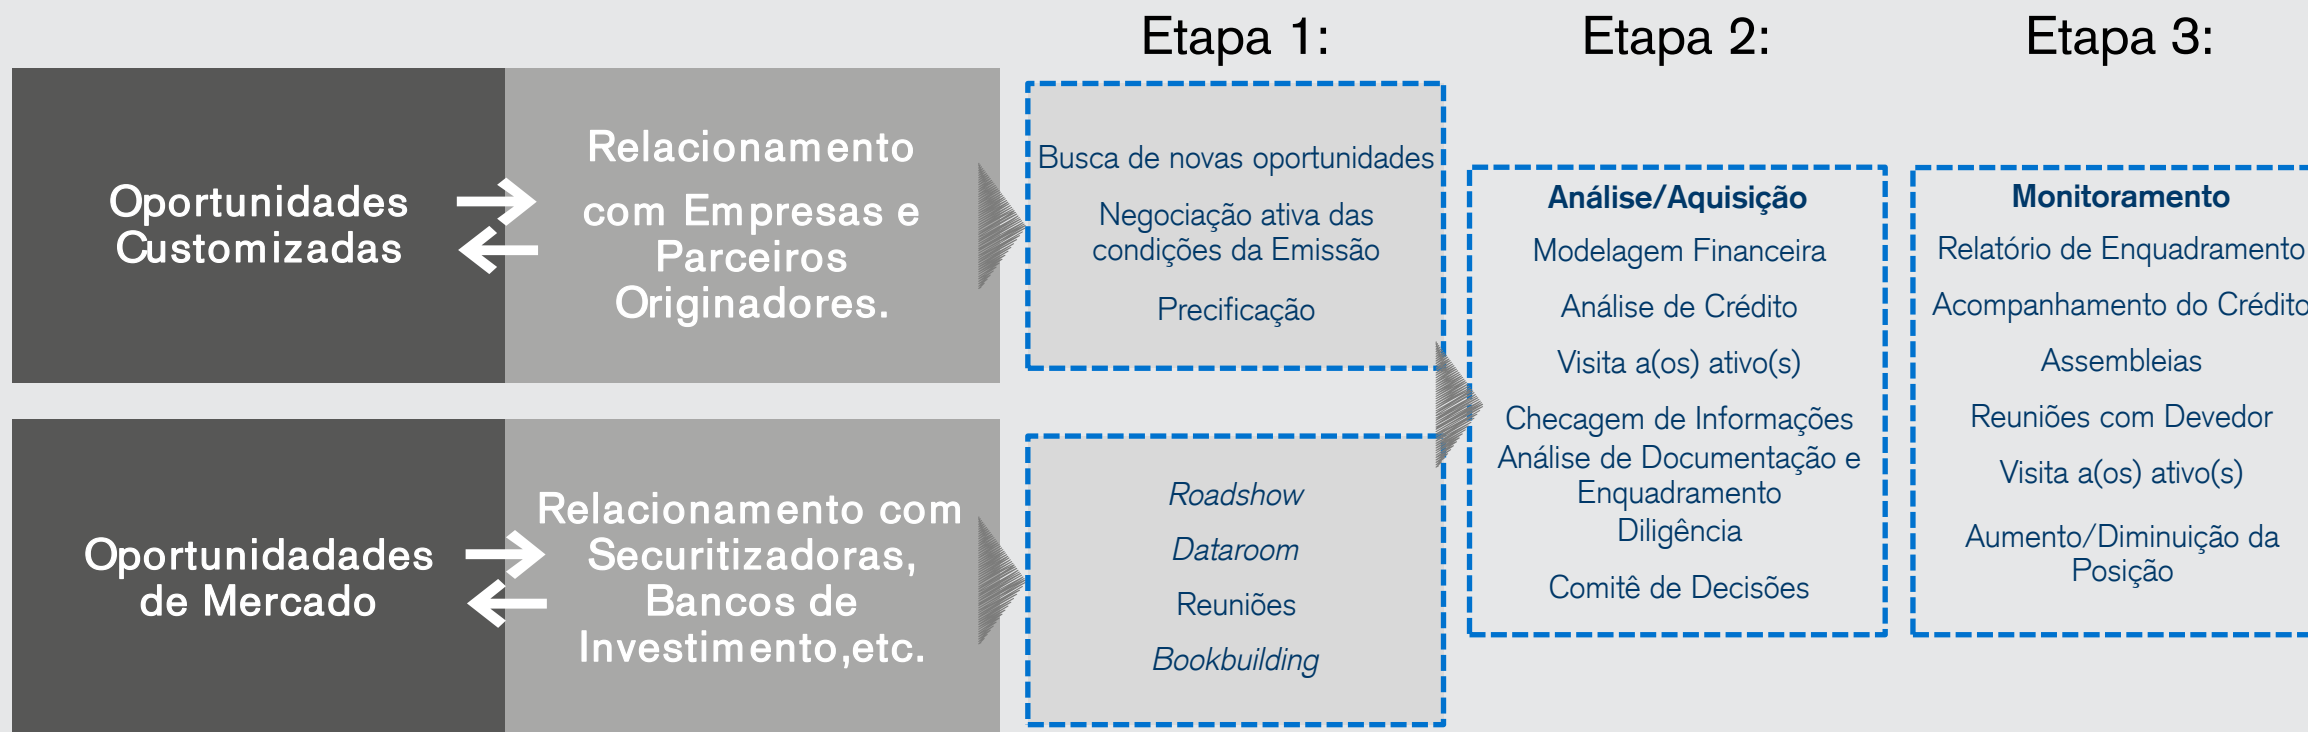 Etapa 1:
Etapa 2:
Etapa 3:
Oportunidades
Customizadas
Relacionamento
com Empresas e
Parceiros
Originadores.
Busca de novas oportunidades
Negociação ativa das
condições da Emissão
Precificação
Oportunidadades
de Mercado
Relacionamento com
Securitizadoras,
Bancos de
Investimento,etc.
Roadshow
Dataroom
Reuniões
Bookbuilding
Análise/Aquisição
Modelagem Financeira
Análise de Crédito
Visita a(os) ativo(s)
Checagem de Informações
Análise de Documentação e
Enquadramento
Diligência
Comitê de Decisões
Monitoramento
Relatório de Enquadramento
Acompanhamento do Crédito
Assembleias
Reuniões com Devedor
Visita a(os) ativo(s)
Aumento/Diminuição da
Posição